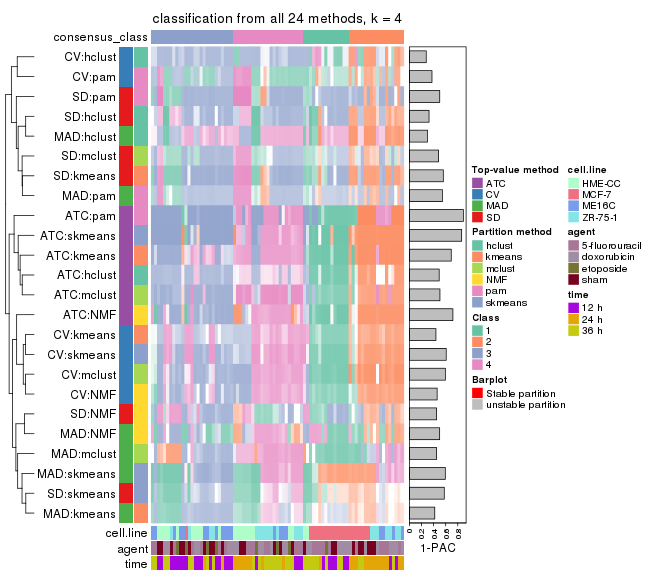 classification from all 24 methods, k = 4
consensus_class
CV:hclust
CV:pam
SD:pam
SD:hclust
MAD:hclust
SD:mclust
SD:kmeans
MAD:pam
ATC:pam
ATC:skmeans
ATC:kmeans
ATC:hclust
ATC:mclust
ATC:NMF
CV:kmeans
CV:skmeans
CV:mclust
CV:NMF
SD:NMF
MAD:NMF
MAD:mclust
MAD:skmeans
SD:skmeans
MAD:kmeans
cell.line
agent
time
0 0.2 0.4 0.6 0.8
1-PAC
Top-value method
ATC
CV
MAD
SD
Partition method
hclust
kmeans
mclust
NMF
pam
skmeans
Class
1
2
3
4
Barplot
Stable partition
unstable partition
cell.line
HME-CC
MCF-7
ME16C
ZR-75-1
agent
5-fluorouracil
doxorubicin
etoposide
sham
time
12 h
24 h
36 h